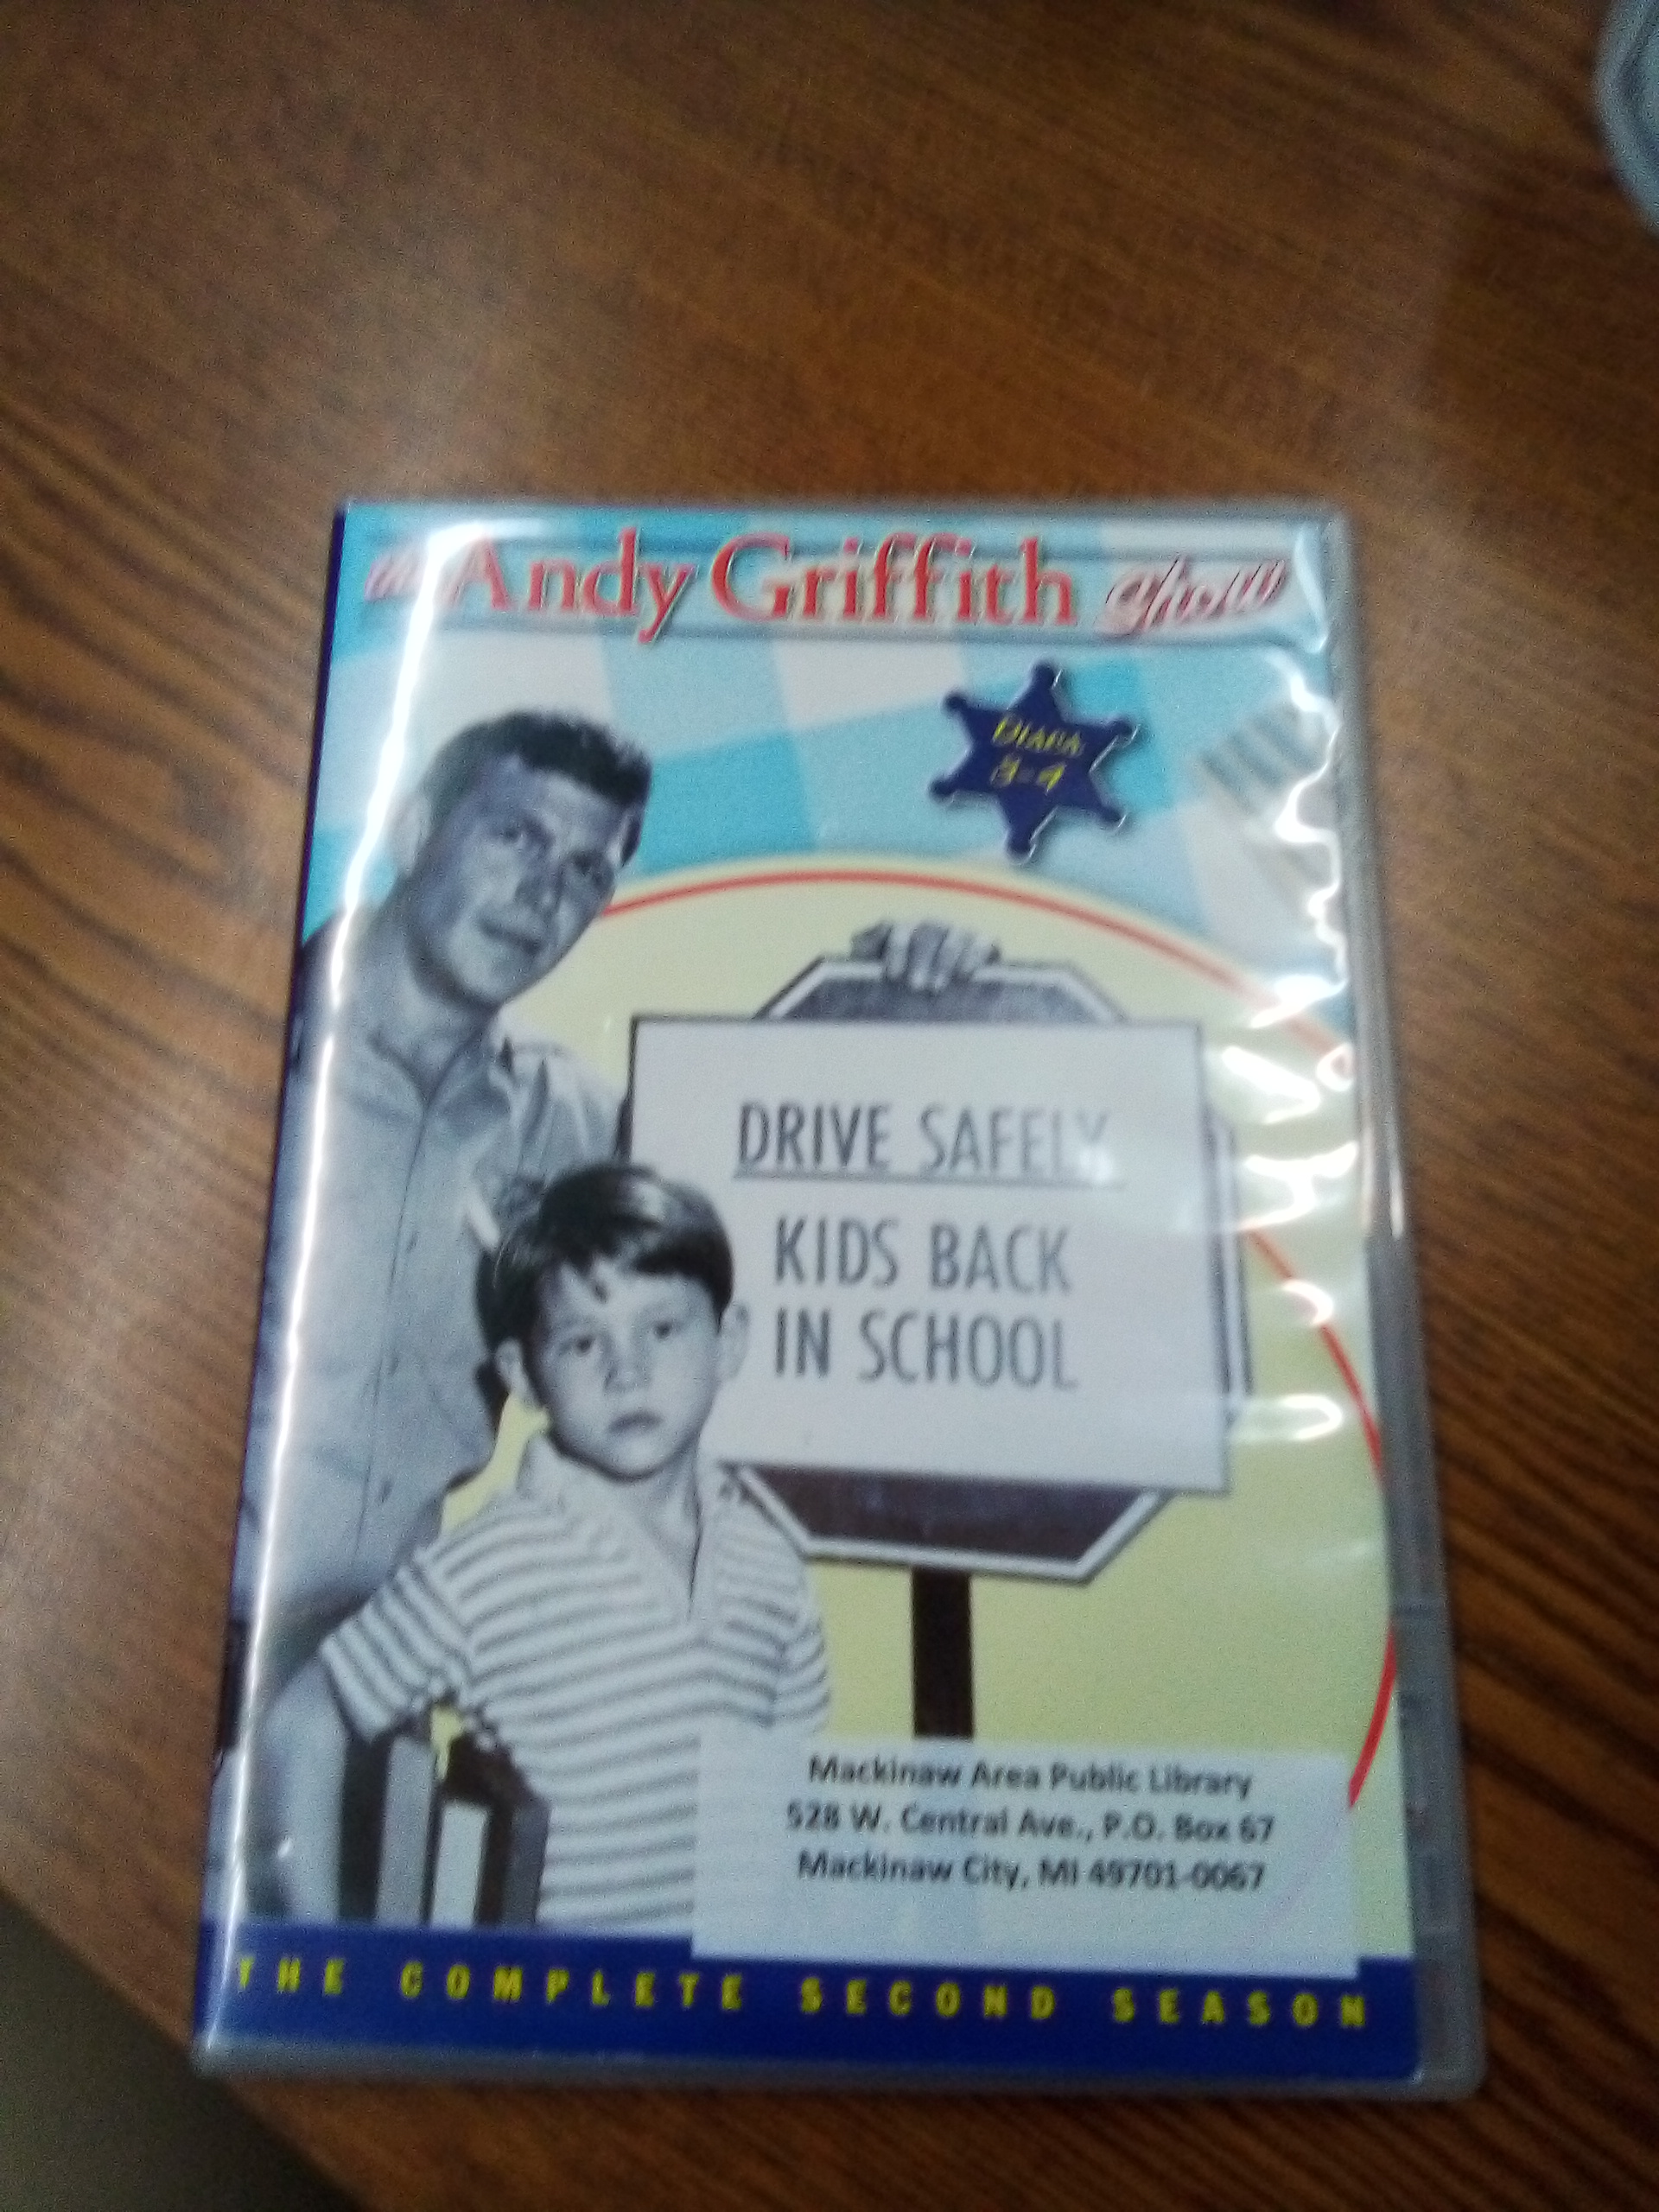 the Andy Griffith show
DISCS
3-4
DRIVE SAFELY
KIDS BACK
IN SCHOOL
Mackinaw Area Public Library
528 W. Central Ave., P.O. Box 67
Mackinaw City, MI 49701-0067
THE COMPLETE SECOND SEASON